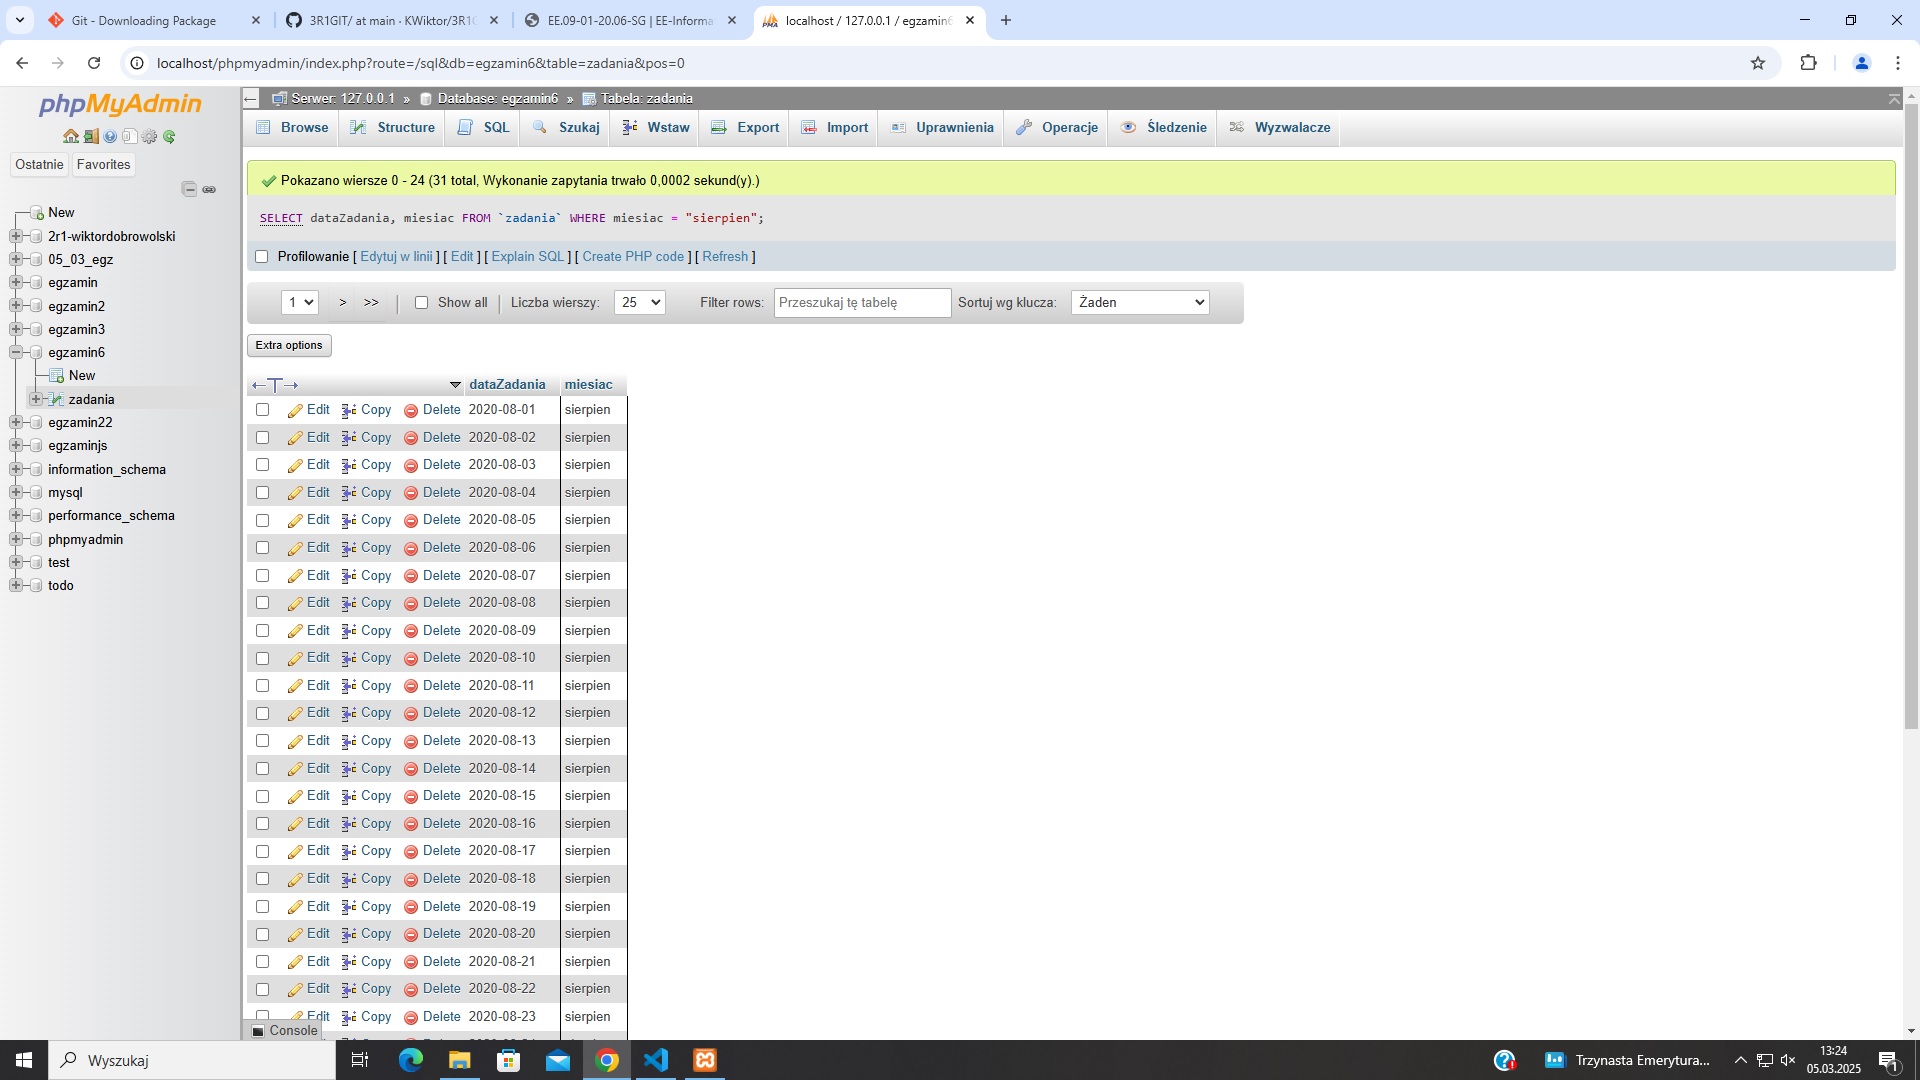 Git - Downloading Package
3R1GIT/ at main · KWiktor/3R1G
EE.09-01-20.06-SG | EE-Informa
localhost / 127.0.0.1 / egzamin6
localhost/phpmyadmin/index.php?route=/sql&db=egzamin6&table=zadania&pos=0
phpMyAdmin
Ostatnie
Favorites
New
2r1-wiktordobrowolski
05_03_egz
egzamin
egzamin2
egzamin3
egzamin6
New
zadania
egzamin22
egzaminjs
information_schema
mysql
performance_schema
phpmyadmin
test
todo
Serwer: 127.0.0.1 » Database: egzamin6 » Tabela: zadania
Browse Structure SQL Szukaj Wstaw Export Import Uprawnienia Operacje Śledzenie Wyzwalacze
Pokazano wiersze 0 - 24 (31 total, Wykonanie zapytania trwało 0,0002 sekund(y).)
SELECT dataZadania, miesiac FROM `zadania` WHERE miesiac = "sierpien";
Profilowanie [ Edytuj w linii ] [ Edit ] [ Explain SQL ] [ Create PHP code ] [ Refresh ]
1 > >> | Show all | Liczba wierszy: 25 Filter rows: Przeszukaj tę tabelę Sortuj wg klucza: Żaden
Extra options
←T→ dataZadania miesiac
Edit Copy Delete 2020-08-01 sierpien
Edit Copy Delete 2020-08-02 sierpien
Edit Copy Delete 2020-08-03 sierpien
Edit Copy Delete 2020-08-04 sierpien
Edit Copy Delete 2020-08-05 sierpien
Edit Copy Delete 2020-08-06 sierpien
Edit Copy Delete 2020-08-07 sierpien
Edit Copy Delete 2020-08-08 sierpien
Edit Copy Delete 2020-08-09 sierpien
Edit Copy Delete 2020-08-10 sierpien
Edit Copy Delete 2020-08-11 sierpien
Edit Copy Delete 2020-08-12 sierpien
Edit Copy Delete 2020-08-13 sierpien
Edit Copy Delete 2020-08-14 sierpien
Edit Copy Delete 2020-08-15 sierpien
Edit Copy Delete 2020-08-16 sierpien
Edit Copy Delete 2020-08-17 sierpien
Edit Copy Delete 2020-08-18 sierpien
Edit Copy Delete 2020-08-19 sierpien
Edit Copy Delete 2020-08-20 sierpien
Edit Copy Delete 2020-08-21 sierpien
Edit Copy Delete 2020-08-22 sierpien
Edit Copy Delete 2020-08-23 sierpien
Console
Wyszukaj
Trzynasta Emerytura...
13:24
05.03.2025
1